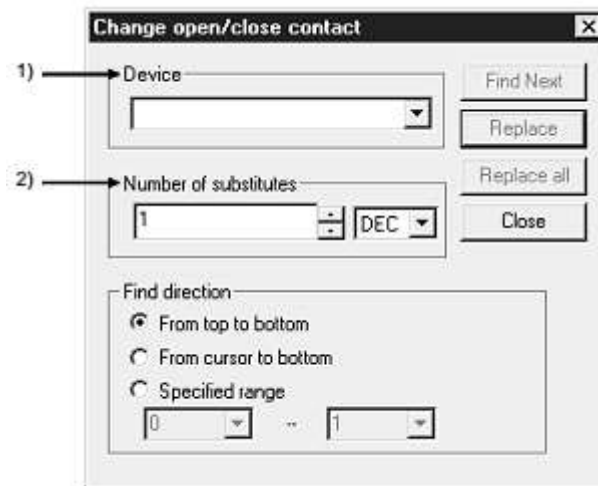 Change open/close contact
1) Device
Find Next
Replace
2) Number of substitutes
Replace all
1 DEC
Close
Find direction
From top to bottom
From cursor to bottom
Specified range
0 .. 1